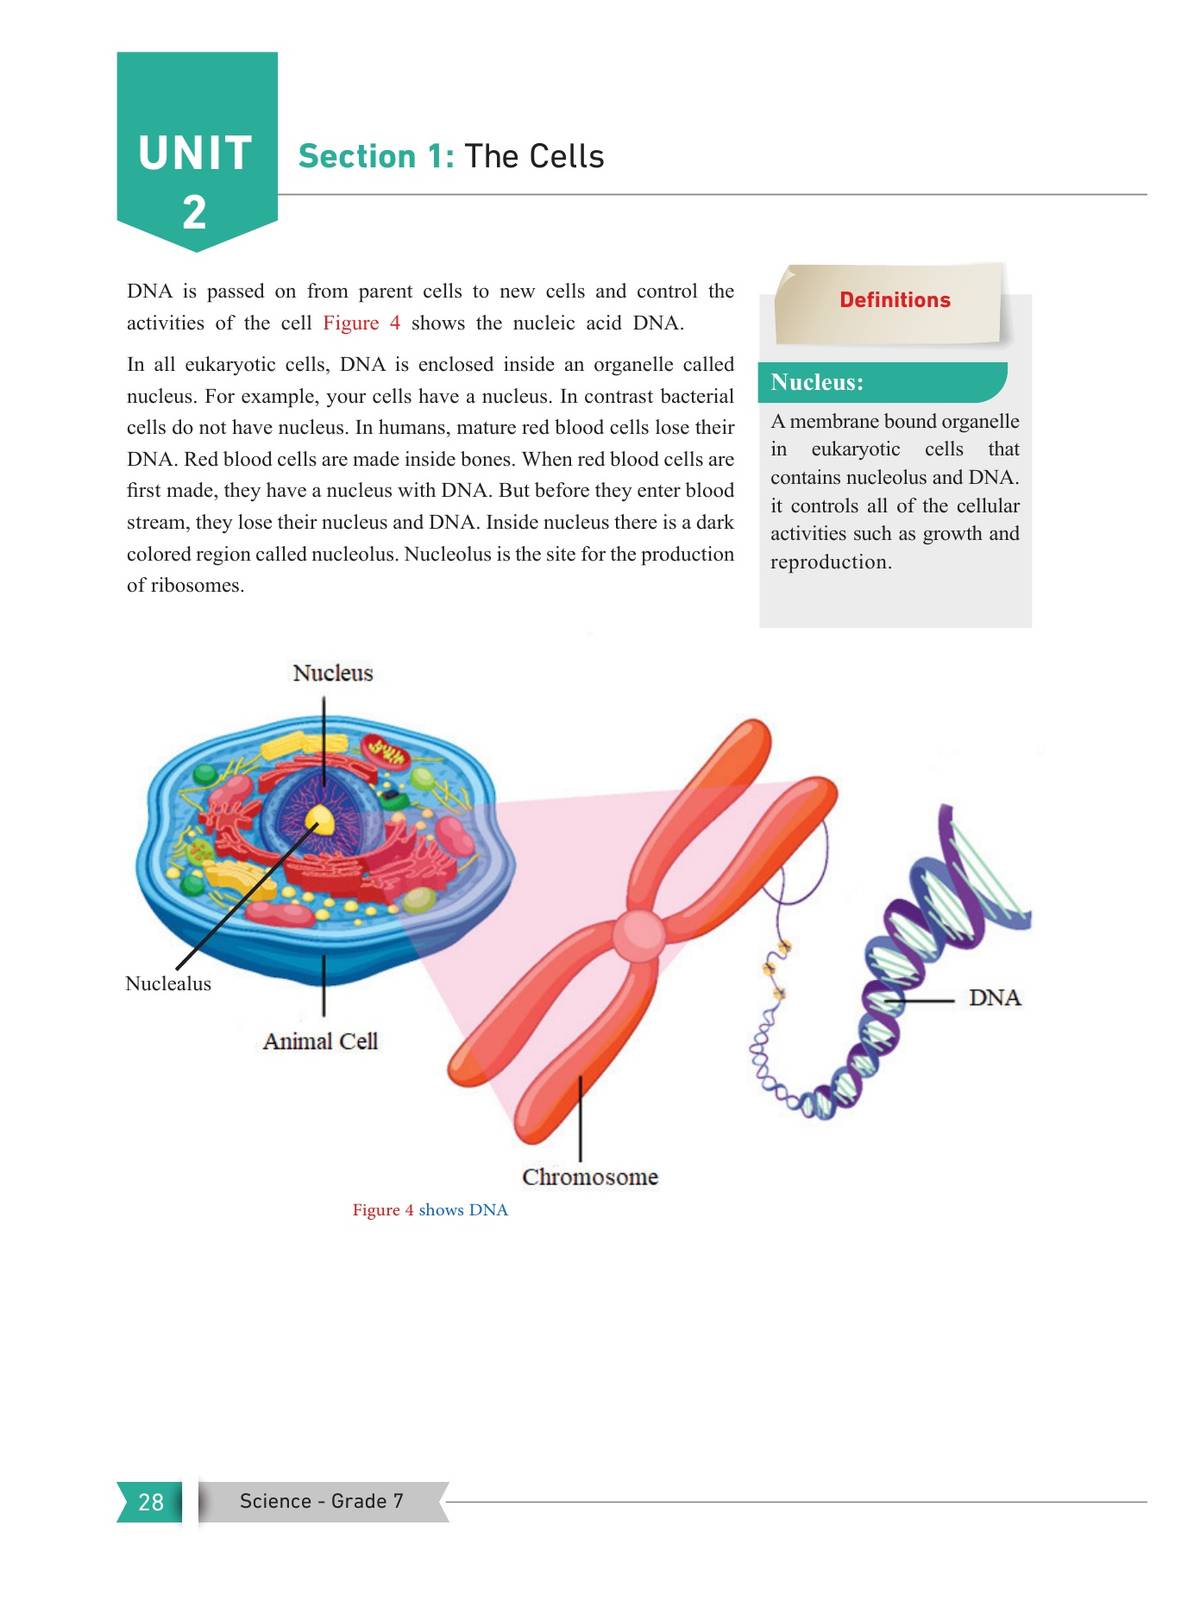 UNIT
2
Section 1: The Cells
DNA is passed on from parent cells to new cells and control the
activities of the cell Figure 4 shows the nucleic acid DNA.
In all eukaryotic cells, DNA is enclosed inside an organelle called
nucleus. For example, your cells have a nucleus. In contrast bacterial
cells do not have nucleus. In humans, mature red blood cells lose their
DNA. Red blood cells are made inside bones. When red blood cells are
first made, they have a nucleus with DNA. But before they enter blood
stream, they lose their nucleus and DNA. Inside nucleus there is a dark
colored region called nucleolus. Nucleolus is the site for the production
of ribosomes.
Definitions
Nucleus:
A membrane bound organelle
in eukaryotic cells that
contains nucleolus and DNA.
it controls all of the cellular
activities such as growth and
reproduction.
Nucleus
Nuclealus
Animal Cell
DNA
Chromosome
Figure 4 shows DNA
28
Science - Grade 7